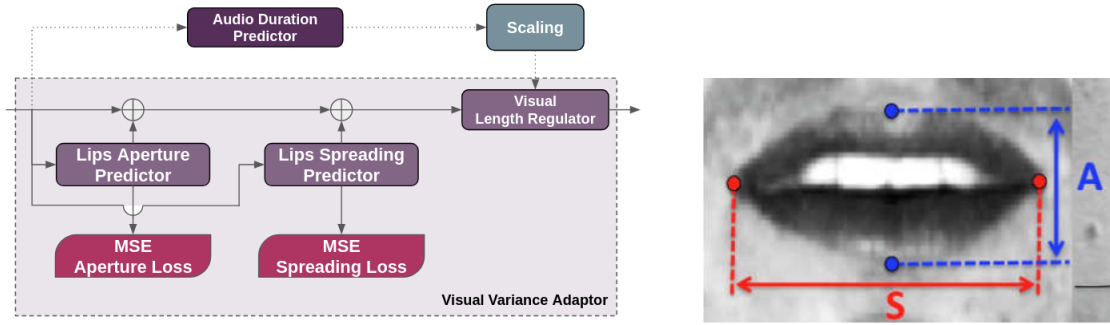 Audio Duration
Predictor
Scaling
Visual
Length Regulator
Lips Aperture
Predictor
Lips Spreading
Predictor
MSE
Aperture Loss
MSE
Spreading Loss
Visual Variance Adaptor
A
S